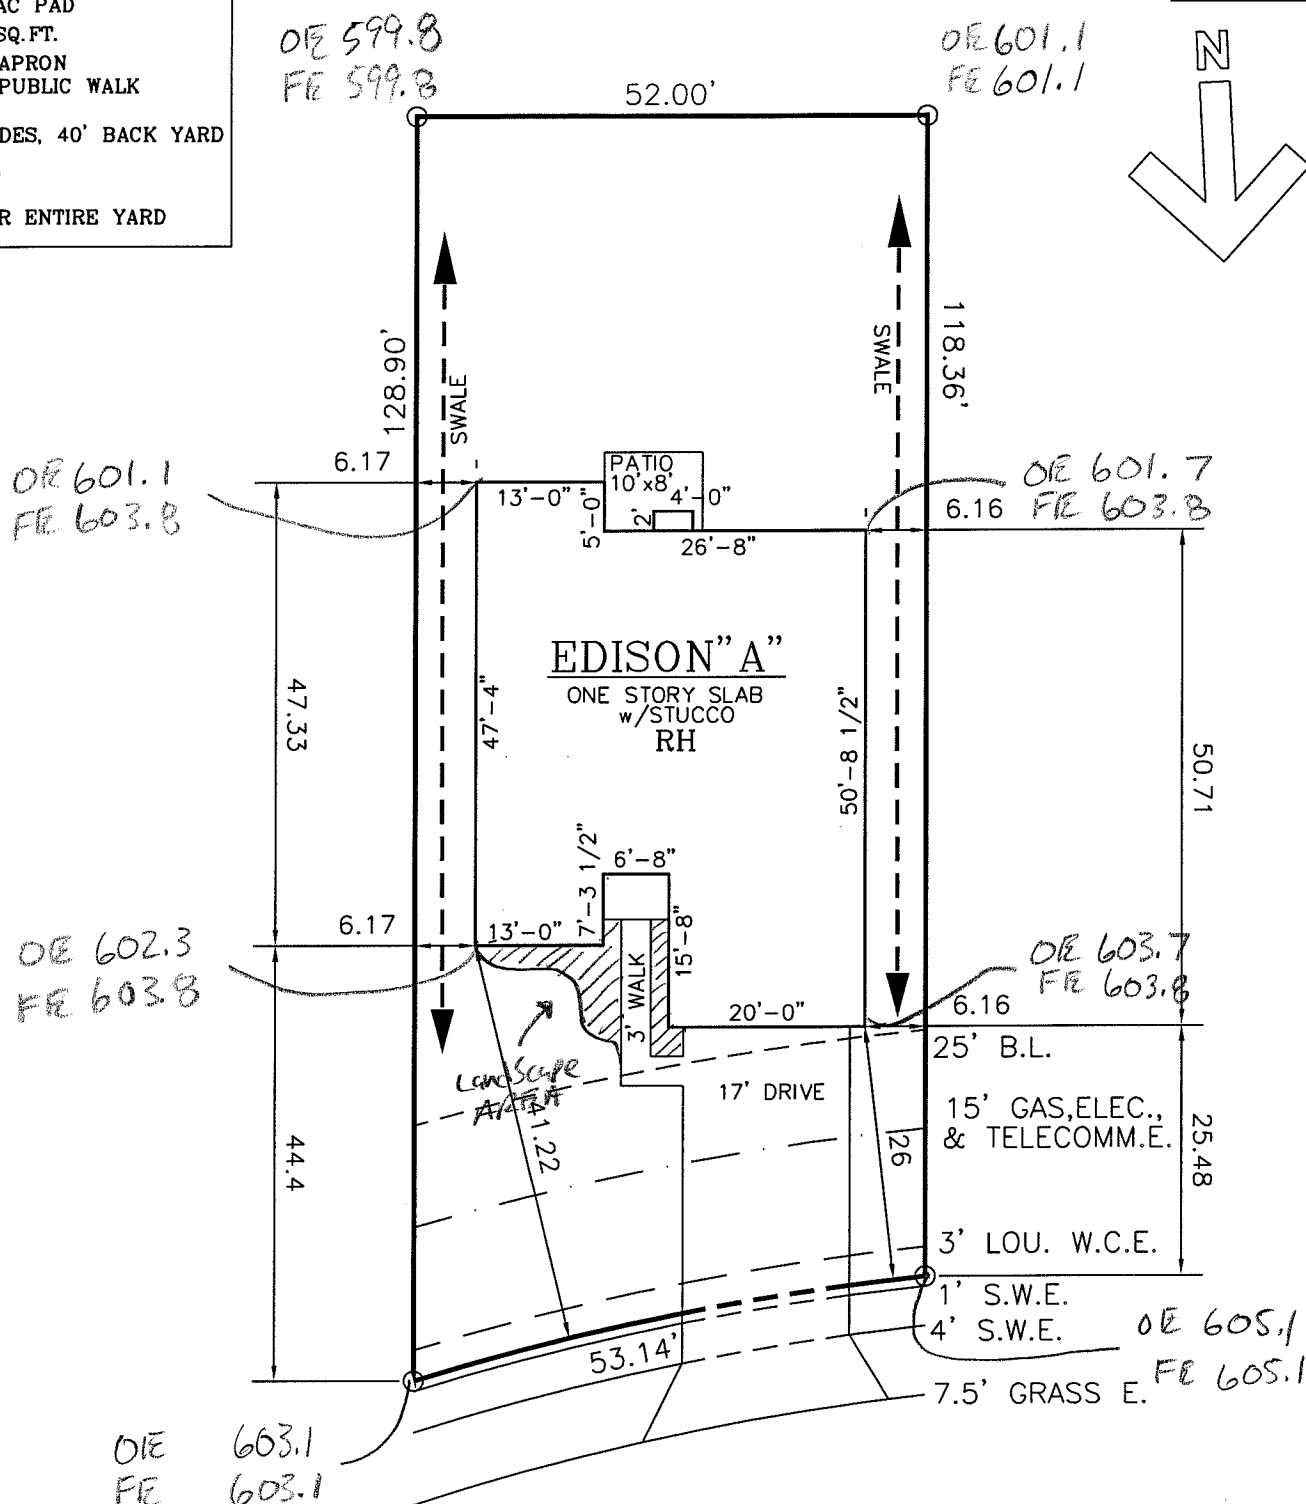 AC PAD
SQ.FT.
APRON
PUBLIC WALK
DES, 40' BACK YARD
R ENTIRE YARD
OE 599.8
FE 599.8
OE 601.1
FE 601.1
N
52.00'
128.90'
SWALE
SWALE
118.36'
OE 601.1
FE 603.8
6.17
13'-0"
PATIO
10'x8'
4'-0"
2'
5'-0"
26'-8"
OE 601.7
FE 603.8
6.16
EDISON"A"
ONE STORY SLAB
w/STUCCO
RH
47.33
47'-4"
50'-8 1/2"
50.71
6'-8"
7'-3 1/2"
15'-8"
6.17
13'-0"
3' WALK
OE 602.3
FE 603.8
OE 603.7
FE 603.8
20'-0"
6.16
25' B.L.
Landscape
AREA
17' DRIVE
15' GAS,ELEC.,
& TELECOMM.E.
41.22
26
44.4
25.48
3' LOU. W.C.E.
1' S.W.E.
4' S.W.E.
53.14'
7.5' GRASS E.
OE 605.1
FE 605.1
OE 603.1
FE 603.1